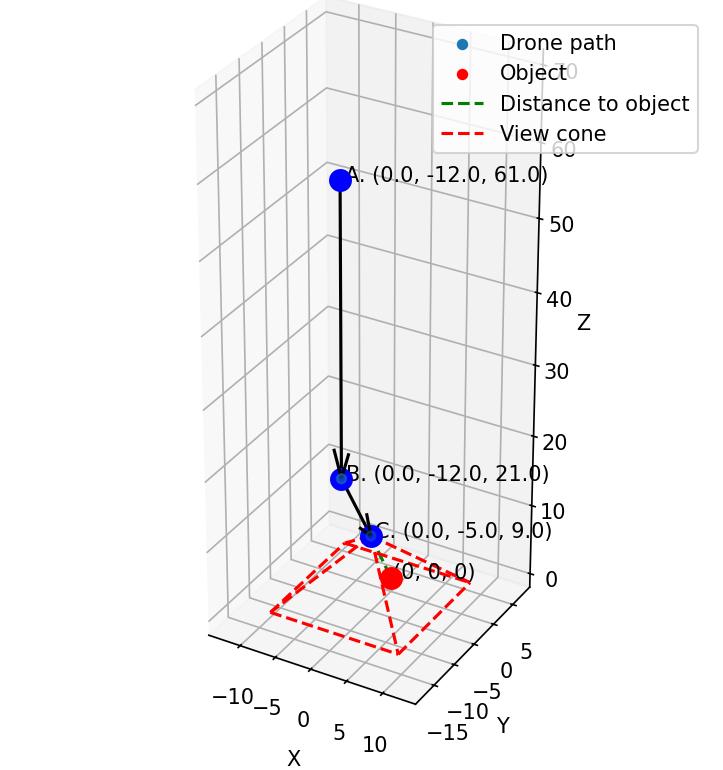 Drone path
Object
Distance to object
View cone
70
60
A. (0.0, -12.0, 61.0)
50
40
Z
30
20
B. (0.0, -12.0, 21.0)
10
C. (0.0, -5.0, 9.0)
(0, 0, 0)
0
5
0
−5
−10
−15
Y
−10
−5
0
5
10
X